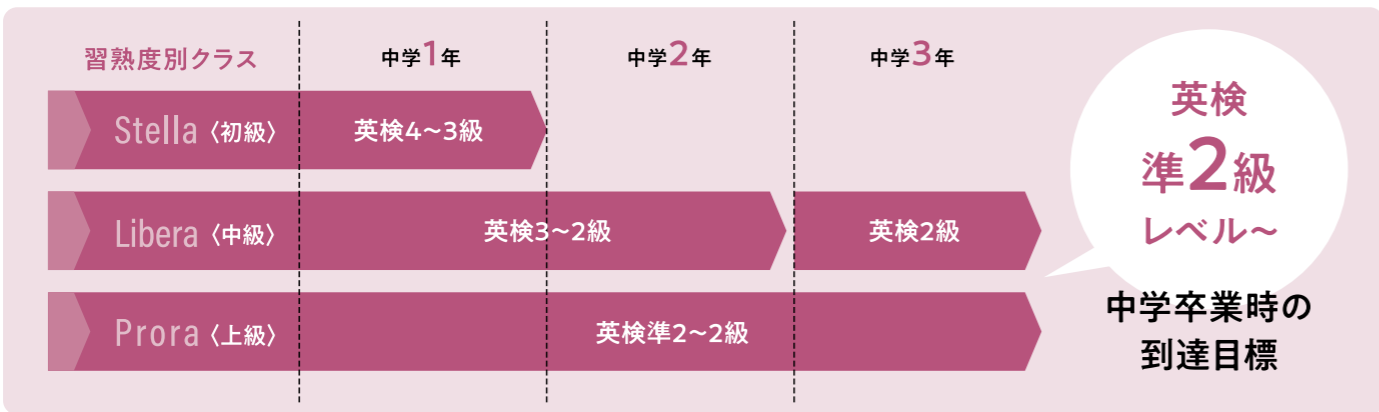 習熟度別クラス 中学1年 中学2年 中学3年
Stella〈初級〉 英検4〜3級
Libera〈中級〉 英検3〜2級 英検2級
Prora〈上級〉 英検準2〜2級
英検
準2級
レベル〜
中学卒業時の
到達目標